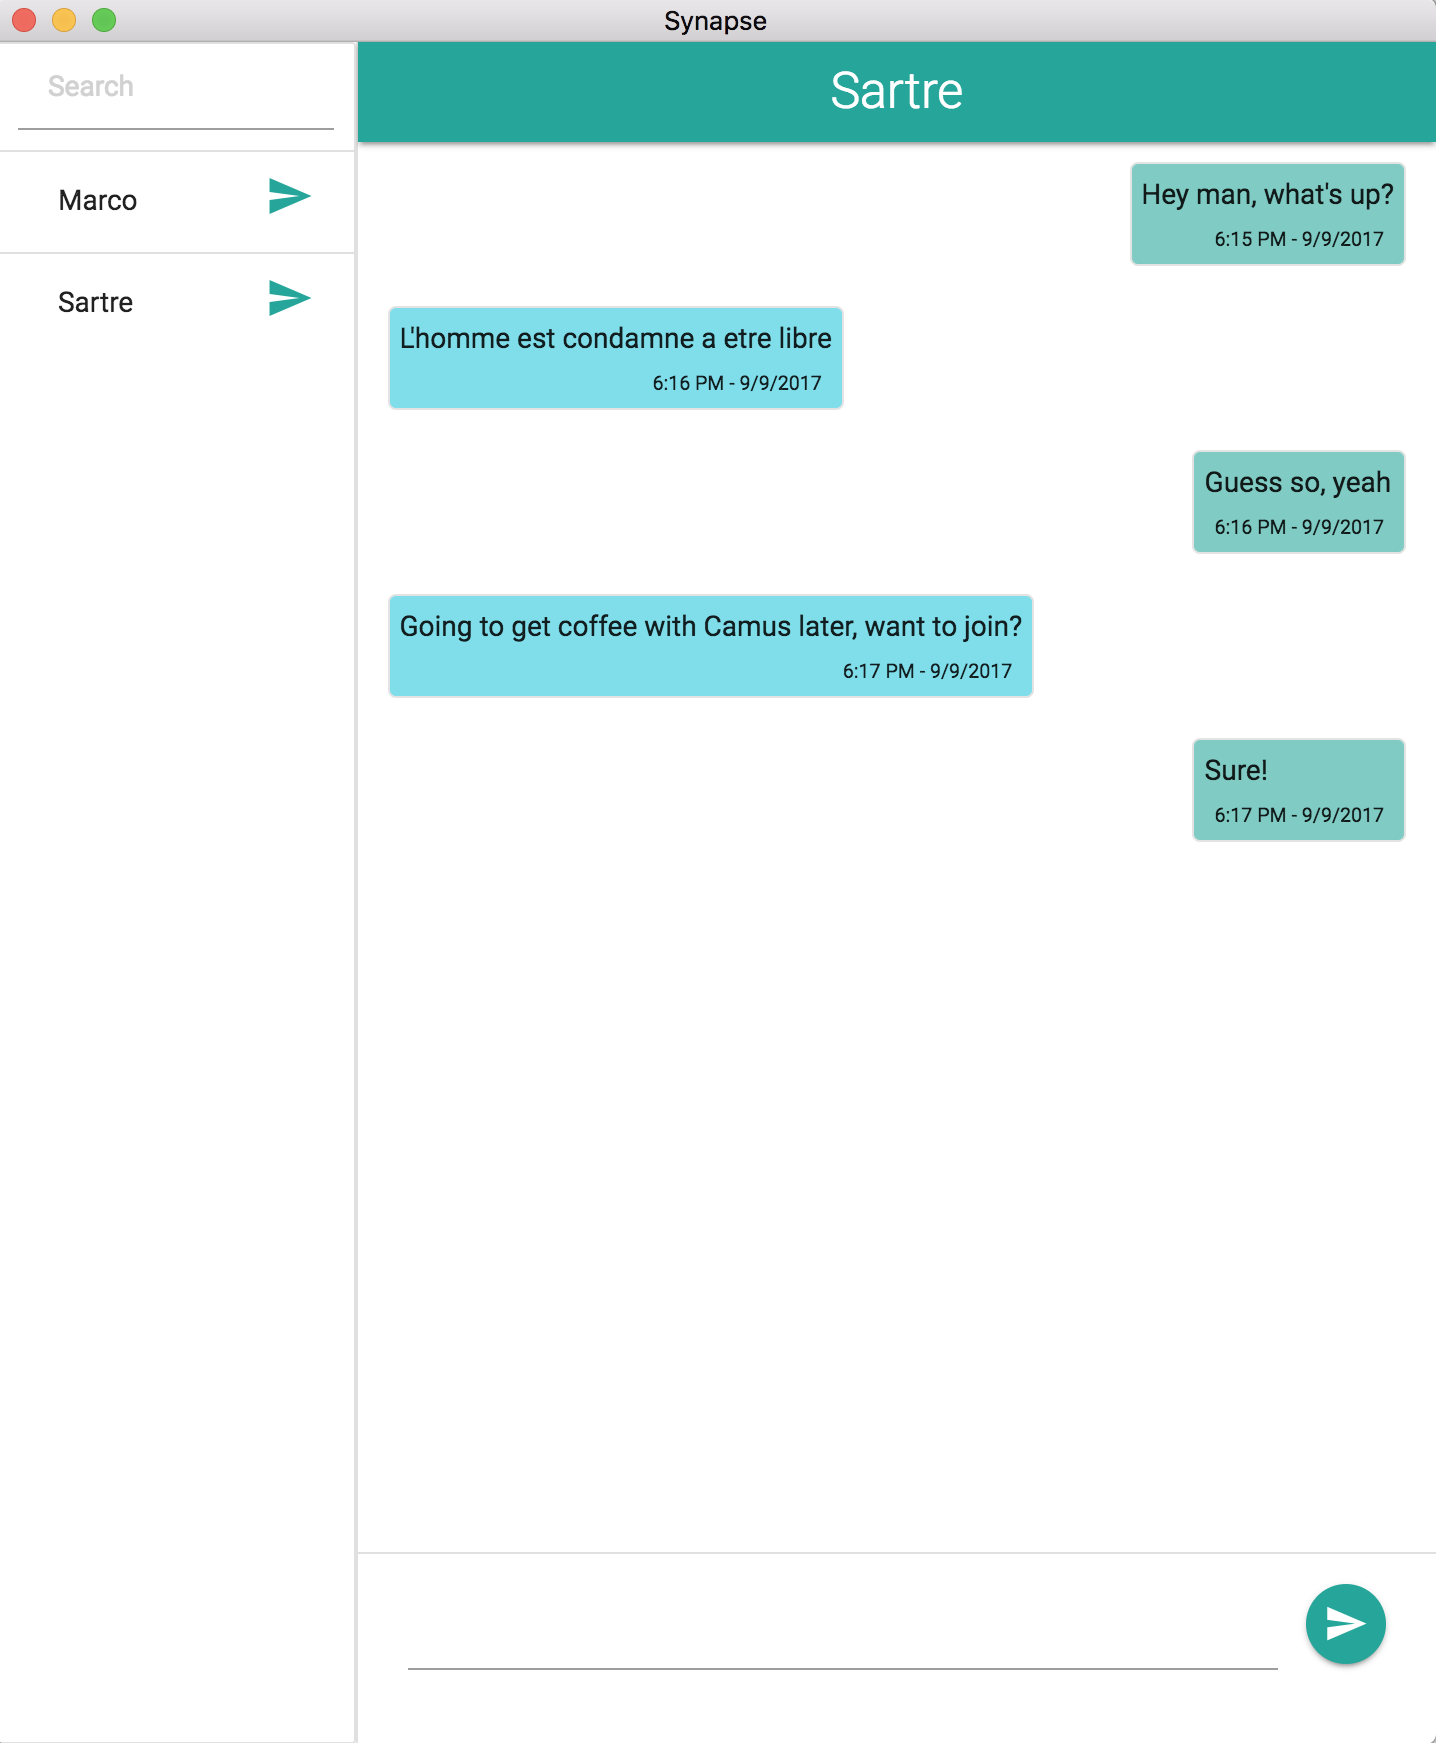 Synapse
Search
Marco
Sartre
Sartre
Hey man, what's up?
6:15 PM - 9/9/2017
L'homme est condamne a etre libre
6:16 PM - 9/9/2017
Guess so, yeah
6:16 PM - 9/9/2017
Going to get coffee with Camus later, want to join?
6:17 PM - 9/9/2017
Sure!
6:17 PM - 9/9/2017